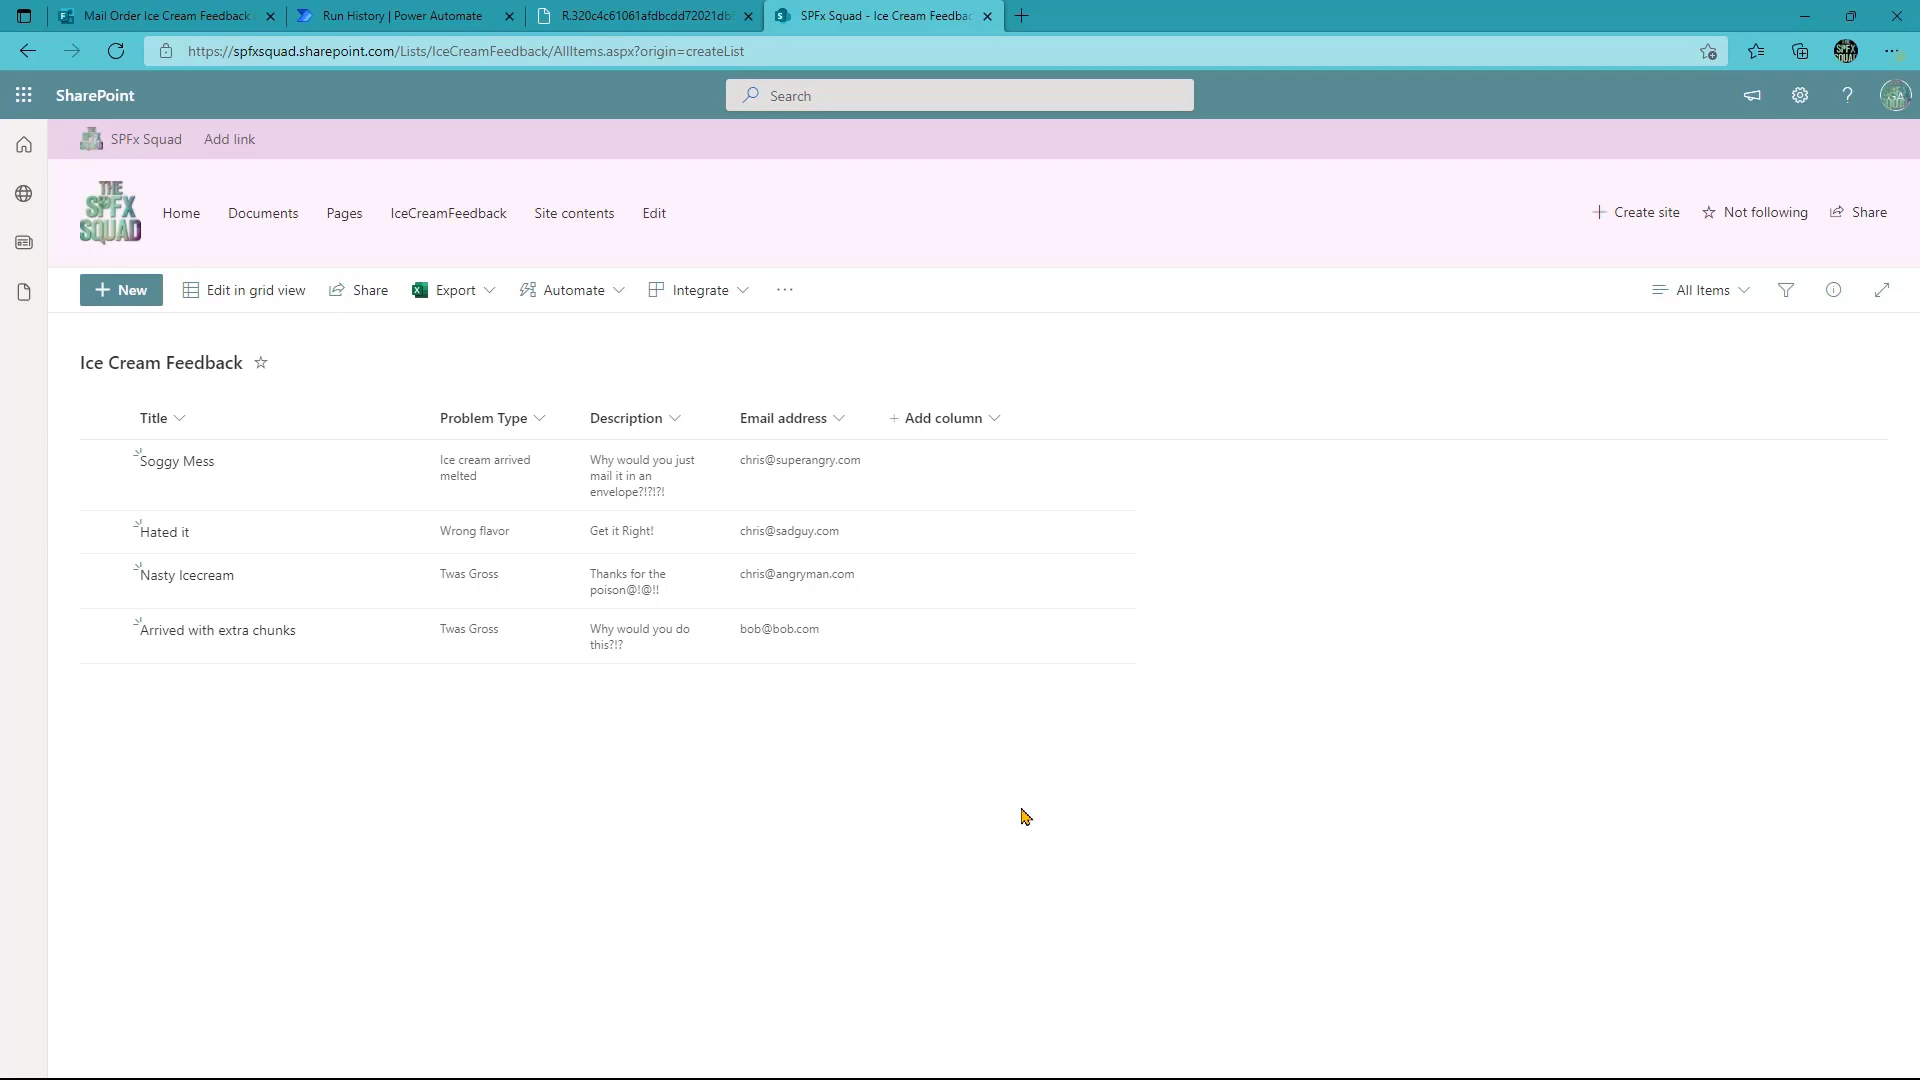 Mail Order Ice Cream Feedback
Run History | Power Automate
R.320c4c61061afdbcdd72021db
SPFx Squad - Ice Cream Feedbac
https://spfxsquad.sharepoint.com/Lists/IceCreamFeedback/AllItems.aspx?origin=createList
SharePoint
Search
SPFx Squad
Add link
THE
SPFX
SQUAD
Home
Documents
Pages
IceCreamFeedback
Site contents
Edit
Create site
Not following
Share
New
Edit in grid view
Share
Export
Automate
Integrate
All Items
Ice Cream Feedback
Title
Problem Type
Description
Email address
+ Add column
Soggy Mess
Ice cream arrived
melted
Why would you just
mail it in an
envelope?!?!?!
chris@superangry.com
Hated it
Wrong flavor
Get it Right!
chris@sadguy.com
Nasty Icecream
Twas Gross
Thanks for the
poison@!@!!
chris@angryman.com
Arrived with extra chunks
Twas Gross
Why would you do
this?!?
bob@bob.com